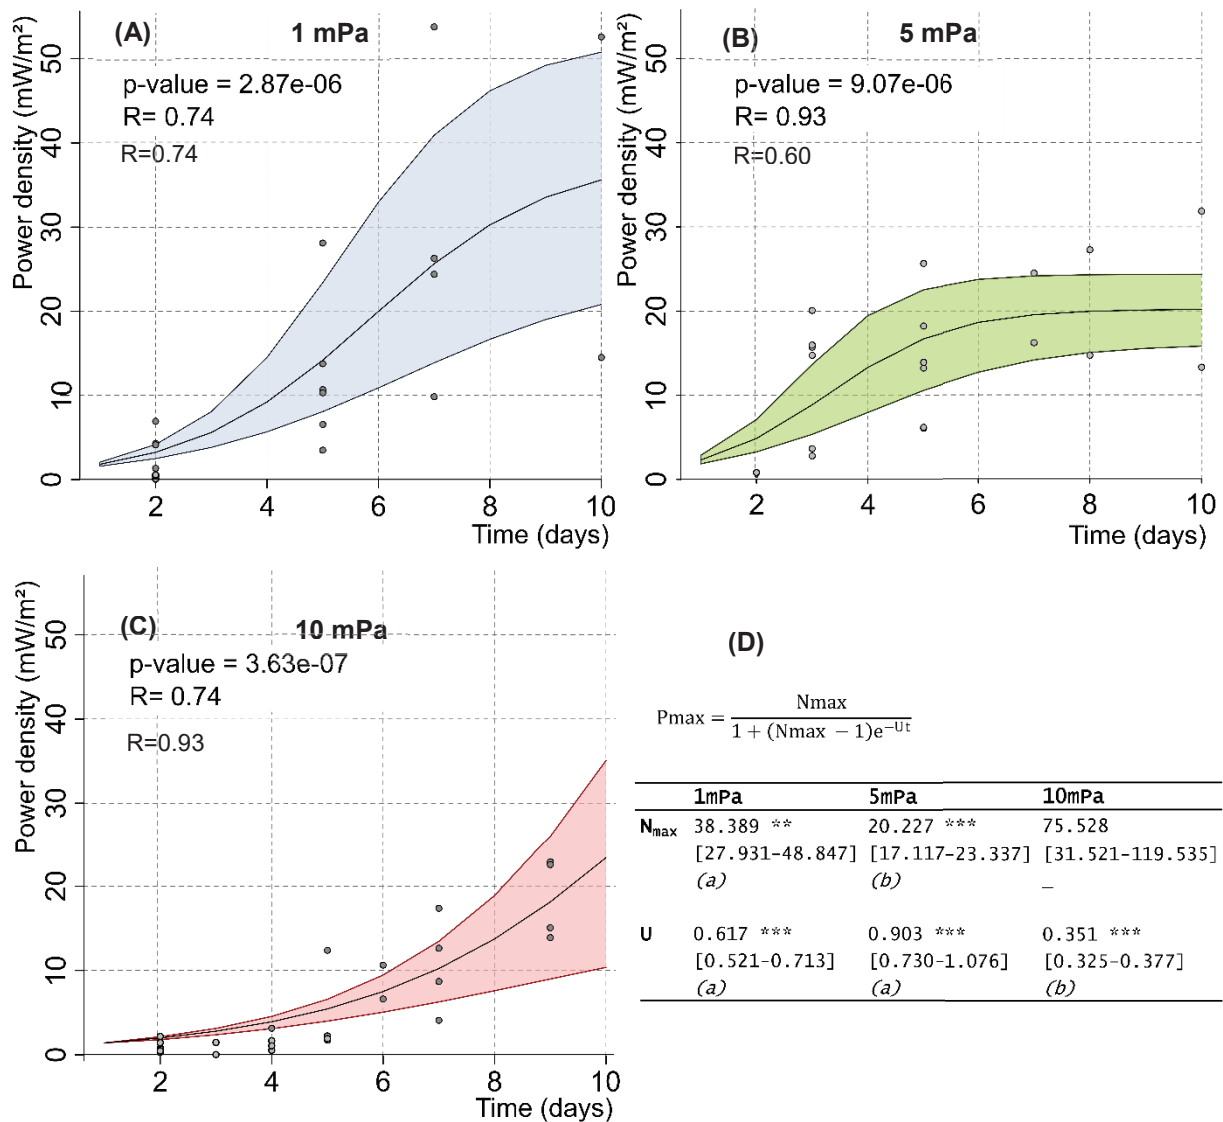 (A)
1 mPa
p-value = 2.87e-06
R= 0.74
R=0.74
Power density (mW/m²)
0
10
20
30
40
50
2
4
6
8
10
Time (days)
(B)
5 mPa
p-value = 9.07e-06
R= 0.93
R=0.60
Power density (mW/m²)
0
10
20
30
40
50
2
4
6
8
10
Time (days)
(C)
10 mPa
p-value = 3.63e-07
R= 0.74
R=0.93
Power density (mW/m²)
0
10
20
30
40
50
2
4
6
8
10
Time (days)
(D)
Pmax = Nmax / 1 + (Nmax − 1)e^−Ut
1mPa 5mPa 10mPa
Nmax 38.389 ** 20.227 *** 75.528
[27.931-48.847] [17.117-23.337] [31.521-119.535]
(a) (b) _
U 0.617 *** 0.903 *** 0.351 ***
[0.521-0.713] [0.730-1.076] [0.325-0.377]
(a) (a) (b)